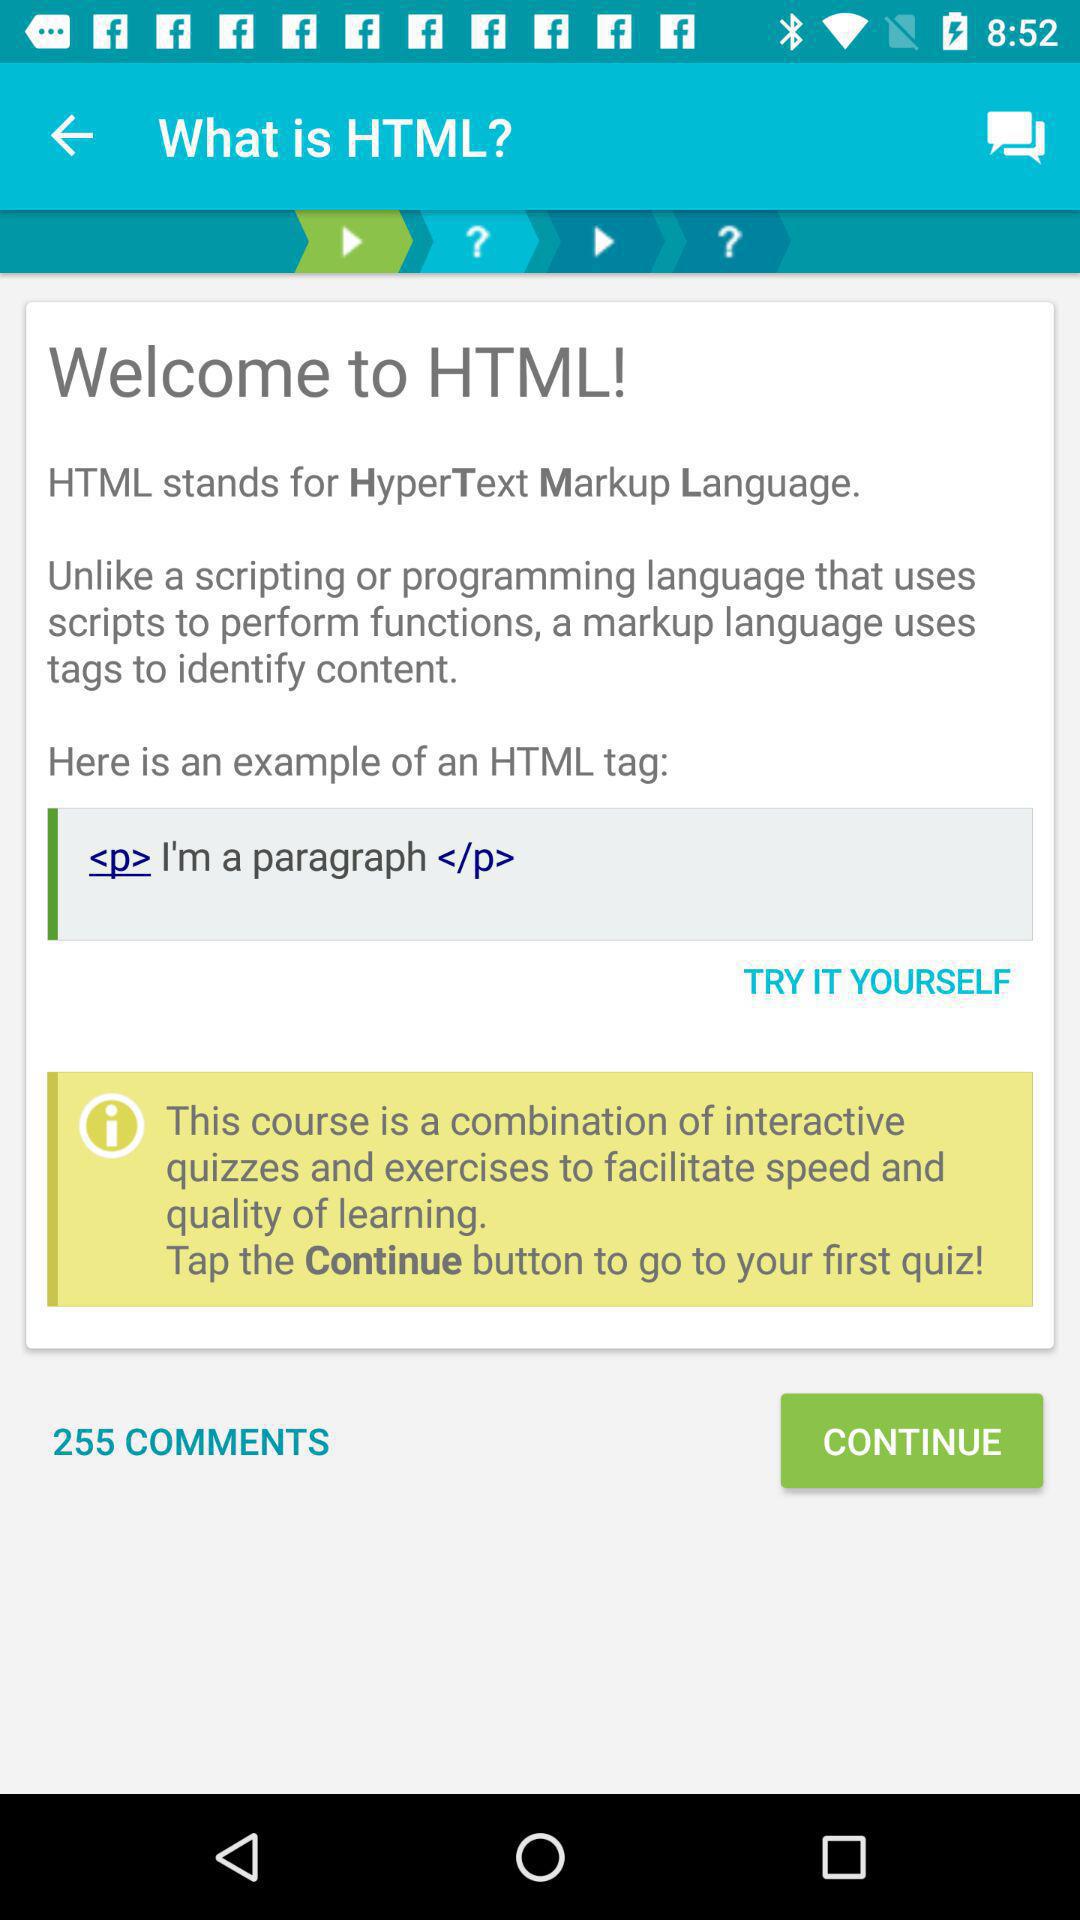 8:52
What is HTML?
? ?
Welcome to HTML!
HTML stands for HyperText Markup Language.
Unlike a scripting or programming language that uses
scripts to perform functions, a markup language uses
tags to identify content.
Here is an example of an HTML tag:
<p> I'm a paragraph </p>
TRY IT YOURSELF
This course is a combination of interactive
quizzes and exercises to facilitate speed and
quality of learning.
Tap the Continue button to go to your first quiz!
255 COMMENTS
CONTINUE